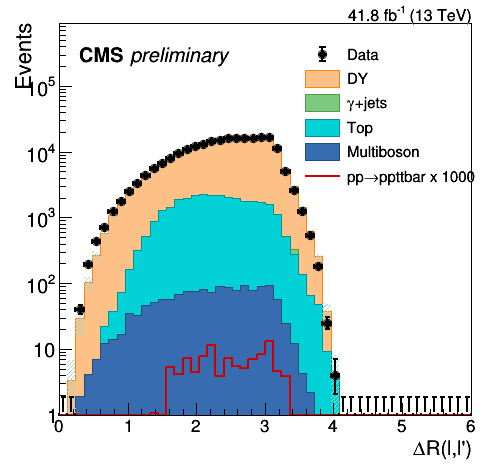 41.8 fb⁻¹ (13 TeV)
Events
CMS preliminary
Data
DY
γ+jets
Top
Multiboson
pp→ppttbar x 1000
10⁵
10⁴
10³
10²
10
1
0 1 2 3 4 5 6
ΔR(l,l')